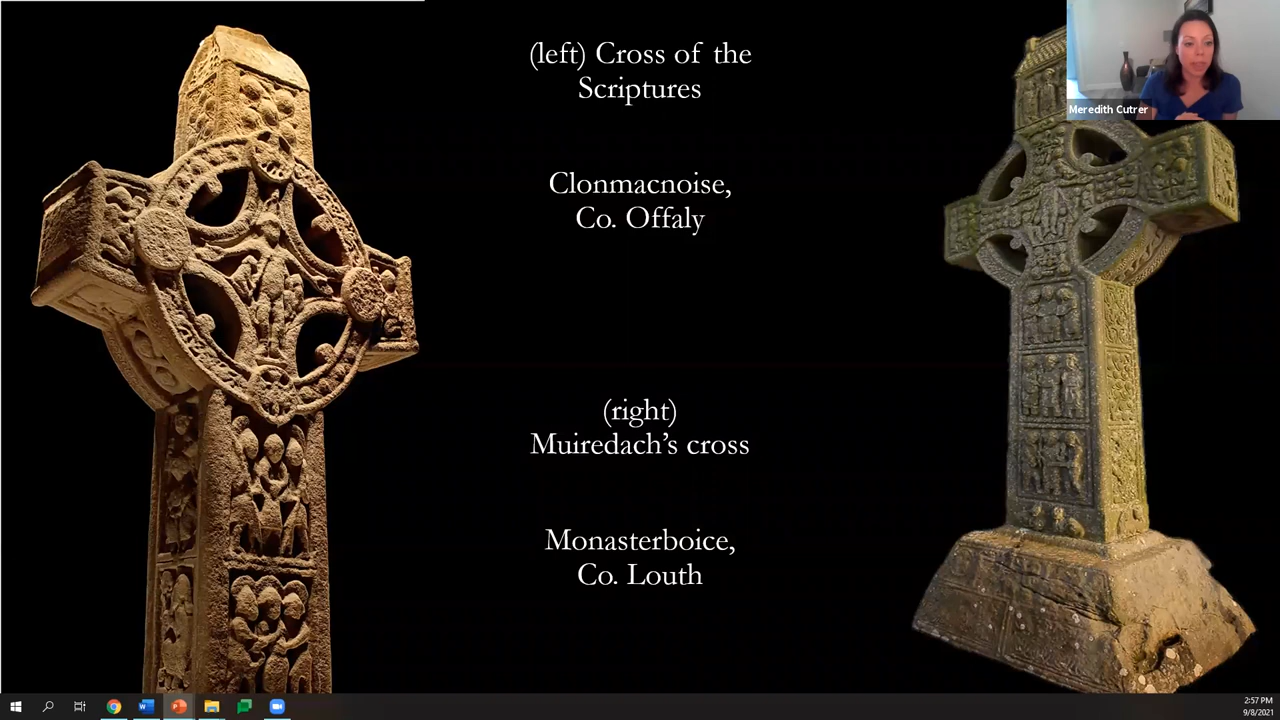 (left) Cross of the
Scriptures
Clonmacnoise,
Co. Offaly
(right)
Muiredach’s cross
Monasterboice,
Co. Louth
Meredith Cutrer
2:57 PM
9/8/2021